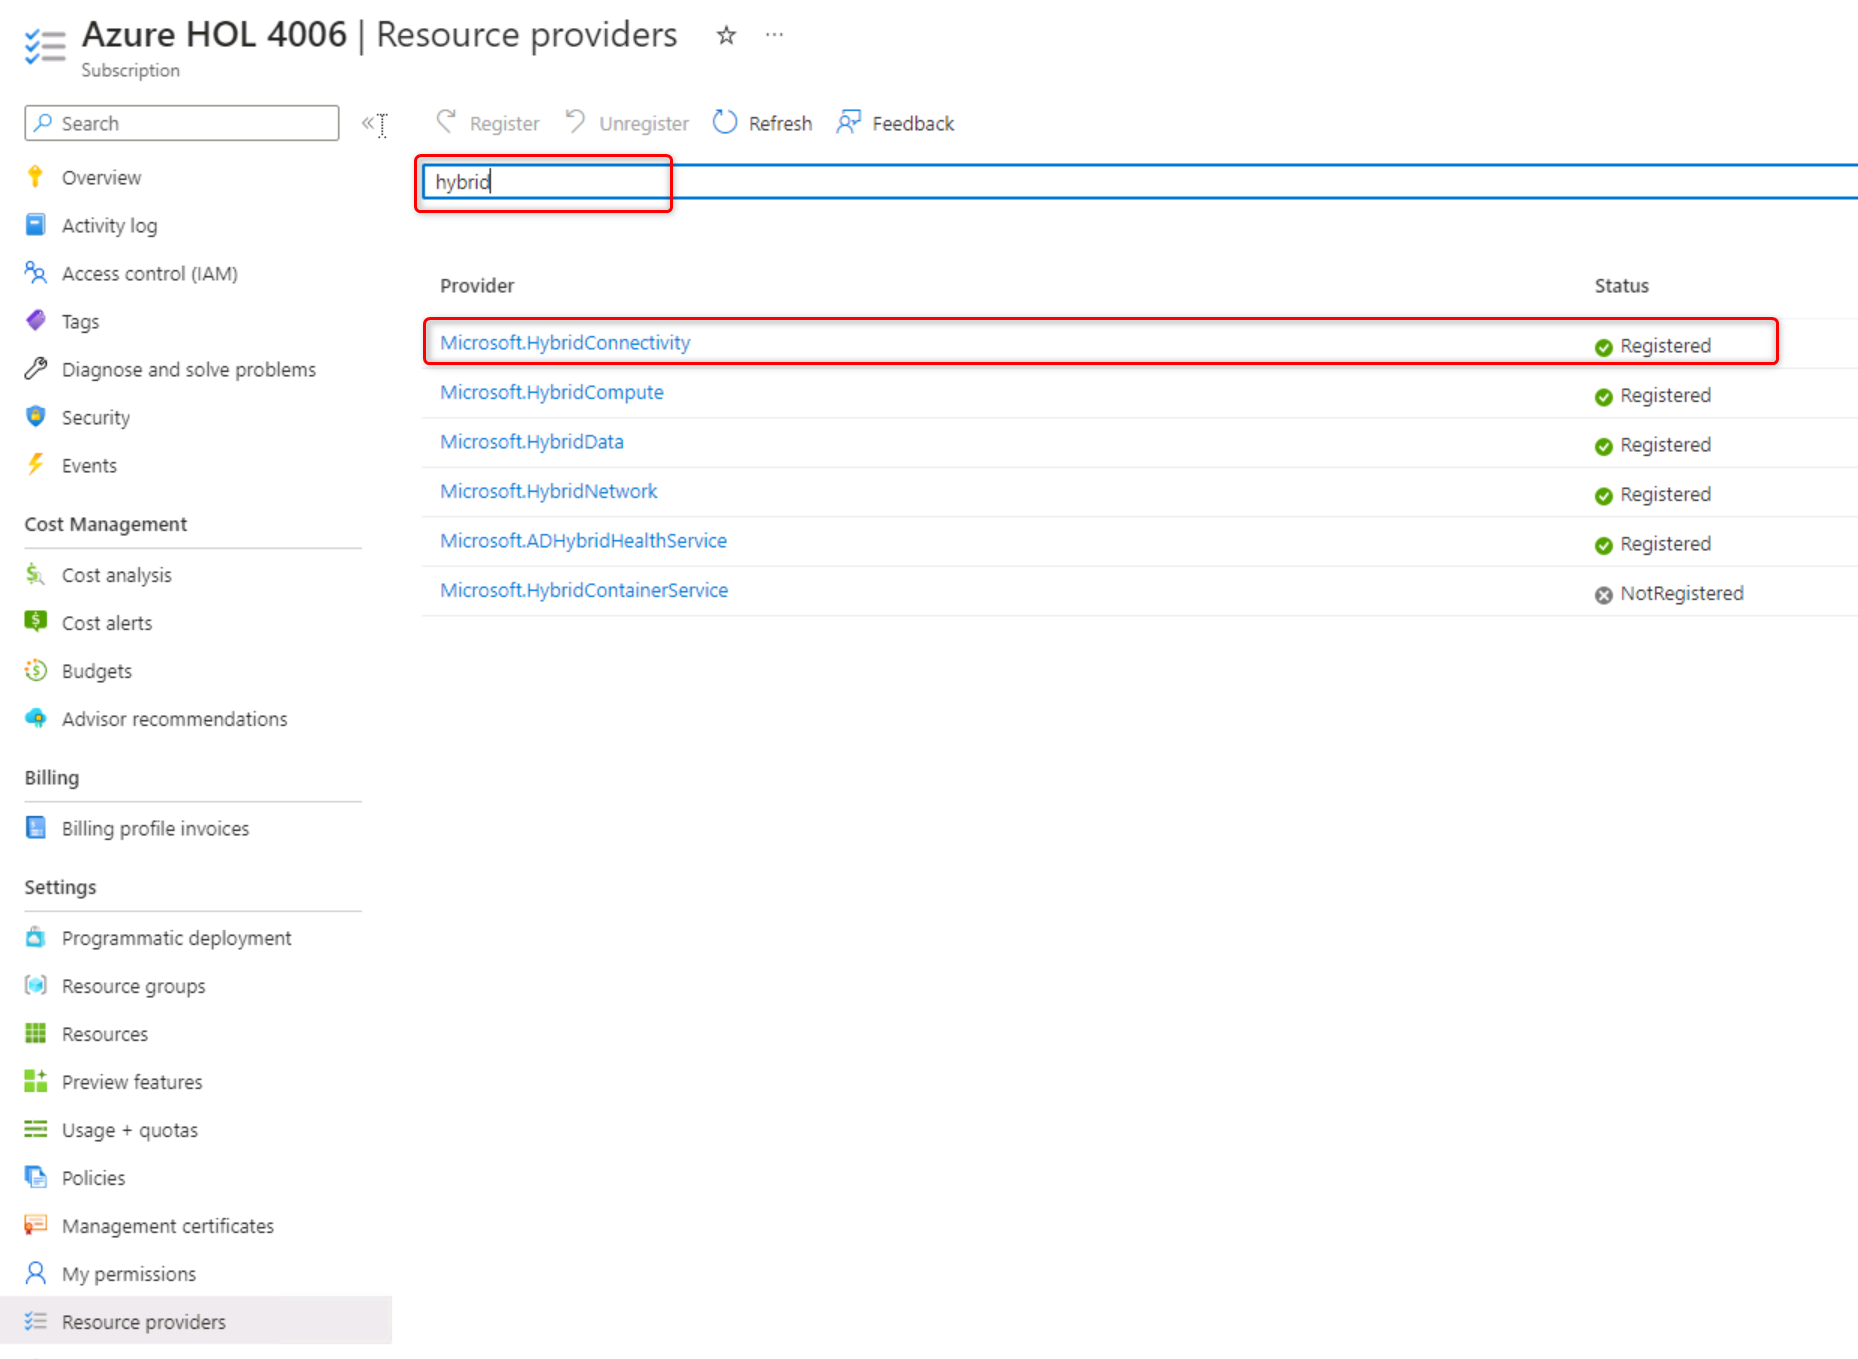 Azure HOL 4006 | Resource providers
Subscription
Search
Register
Unregister
Refresh
Feedback
hybrid
Overview
Activity log
Access control (IAM)
Tags
Diagnose and solve problems
Security
Events
Cost Management
Cost analysis
Cost alerts
Budgets
Advisor recommendations
Billing
Billing profile invoices
Settings
Programmatic deployment
Resource groups
Resources
Preview features
Usage + quotas
Policies
Management certificates
My permissions
Resource providers
Provider Status
Microsoft.HybridConnectivity Registered
Microsoft.HybridCompute Registered
Microsoft.HybridData Registered
Microsoft.HybridNetwork Registered
Microsoft.ADHybridHealthService Registered
Microsoft.HybridContainerService NotRegistered